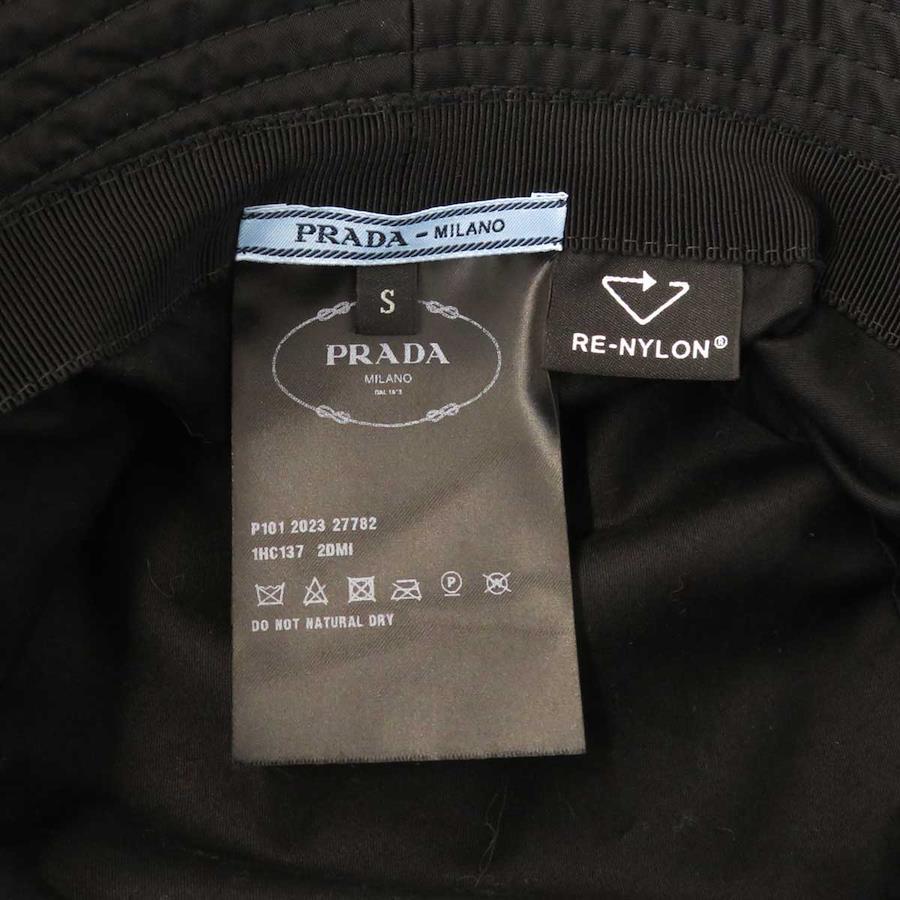 PRADA - MILANO
S
PRADA
MILANO
RE-NYLON®
P101 2023 27782
1HC137 2DMI
P
DO NOT NATURAL DRY